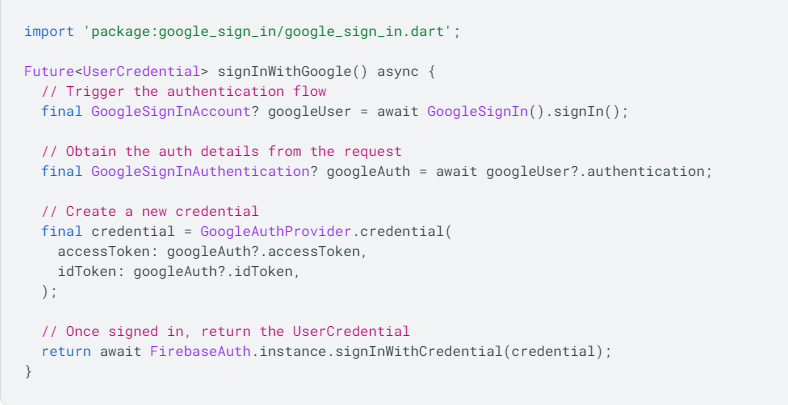 import 'package:google_sign_in/google_sign_in.dart';
Future<UserCredential> signInWithGoogle() async {
// Trigger the authentication flow
final GoogleSignInAccount? googleUser = await GoogleSignIn().signIn();
// Obtain the auth details from the request
final GoogleSignInAuthentication? googleAuth = await googleUser?.authentication;
// Create a new credential
final credential = GoogleAuthProvider.credential(
accessToken: googleAuth?.accessToken,
idToken: googleAuth?.idToken,
);
// Once signed in, return the UserCredential
return await FirebaseAuth.instance.signInWithCredential(credential);
}